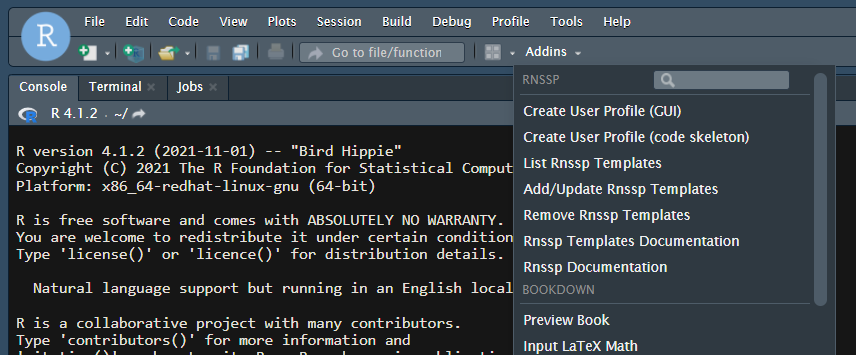 R
File Edit Code View Plots Session Build Debug Profile Tools Help
Go to file/function Addins
Console Terminal Jobs
R R 4.1.2 . ~/
R version 4.1.2 (2021-11-01) -- "Bird Hippie"
Copyright (C) 2021 The R Foundation for Statistical Comput
Platform: x86_64-redhat-linux-gnu (64-bit)
R is free software and comes with ABSOLUTELY NO WARRANTY.
You are welcome to redistribute it under certain condition
Type 'license()' or 'licence()' for distribution details.
Natural language support but running in an English local
R is a collaborative project with many contributors.
Type 'contributors()' for more information and
RNSSP
Create User Profile (GUI)
Create User Profile (code skeleton)
List Rnssp Templates
Add/Update Rnssp Templates
Remove Rnssp Templates
Rnssp Templates Documentation
Rnssp Documentation
BOOKDOWN
Preview Book
Input LaTeX Math